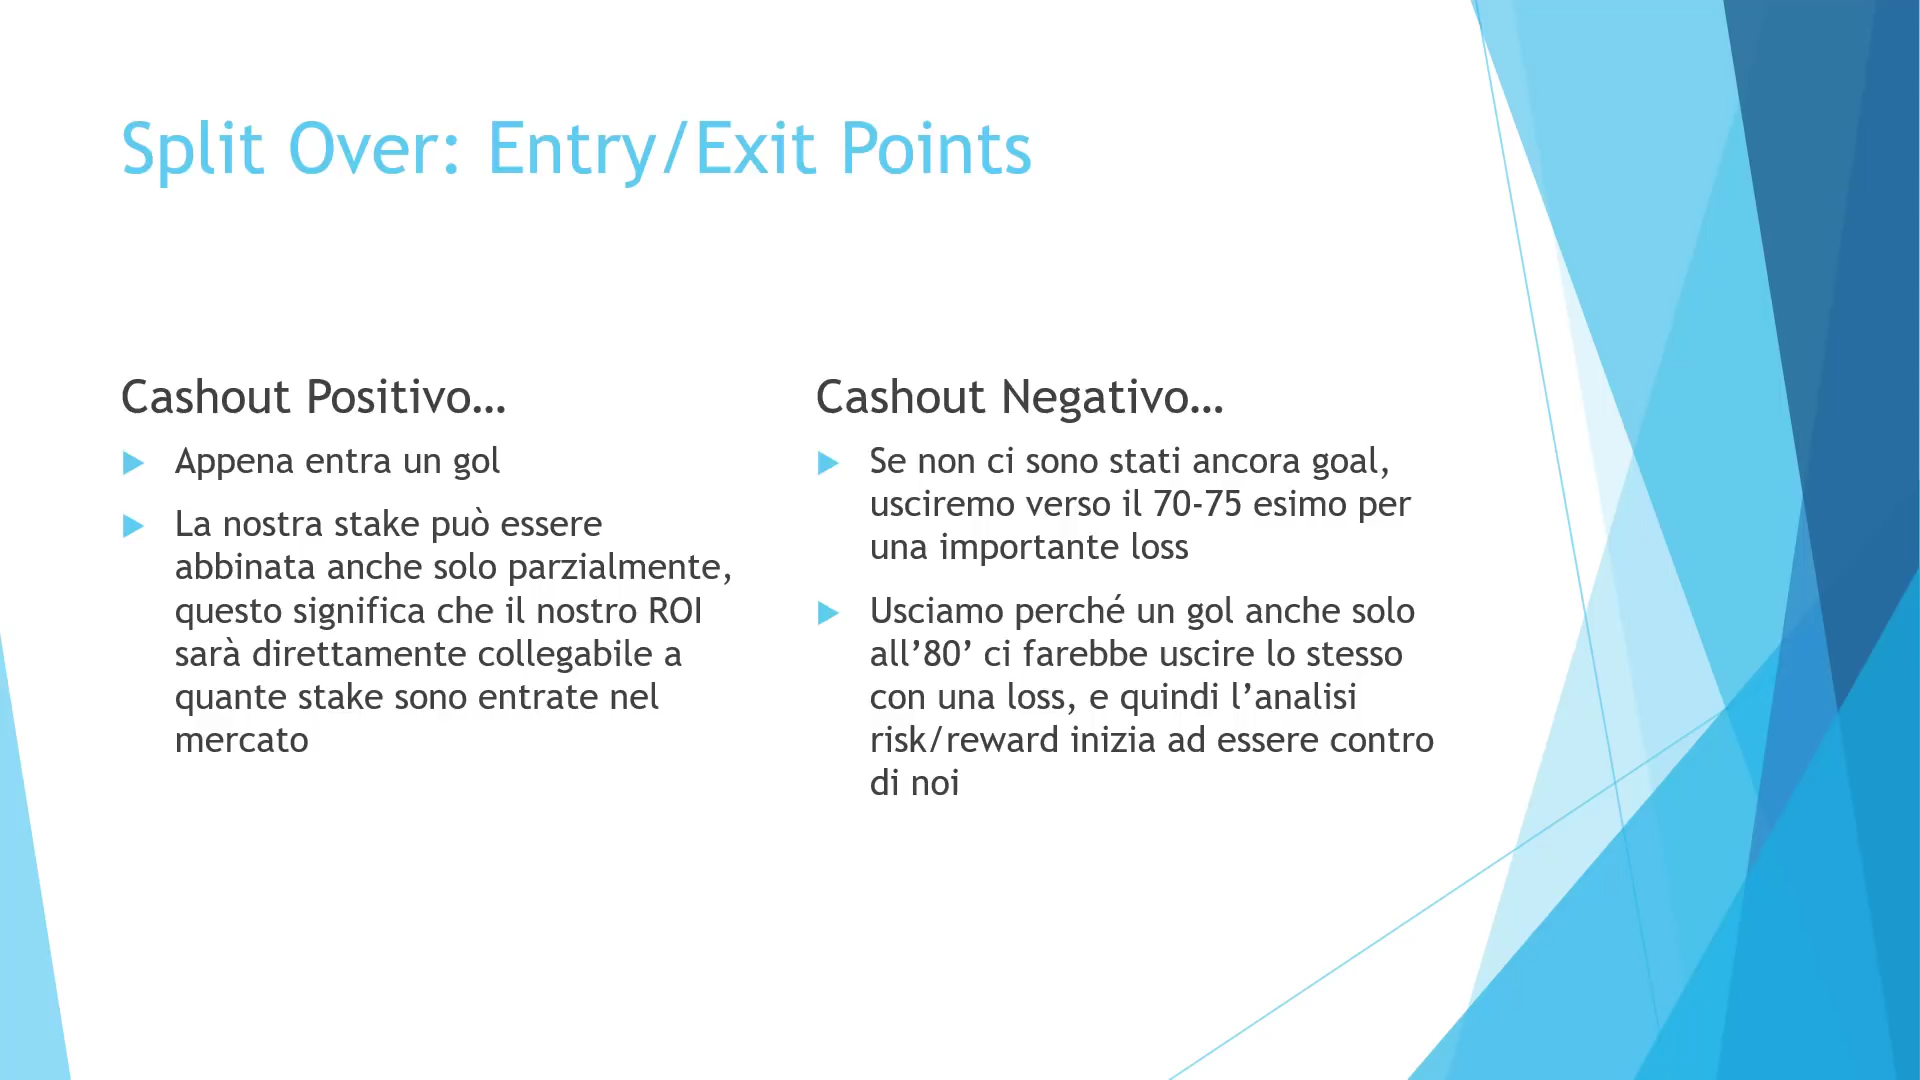 Split Over: Entry/Exit Points
Cashout Positivo…
Appena entra un gol
La nostra stake può essere
abbinata anche solo parzialmente,
questo significa che il nostro ROI
sarà direttamente collegabile a
quante stake sono entrate nel
mercato
Cashout Negativo…
Se non ci sono stati ancora goal,
usciremo verso il 70-75 esimo per
una importante loss
Usciamo perché un gol anche solo
all’80’ ci farebbe uscire lo stesso
con una loss, e quindi l’analisi
risk/reward inizia ad essere contro
di noi